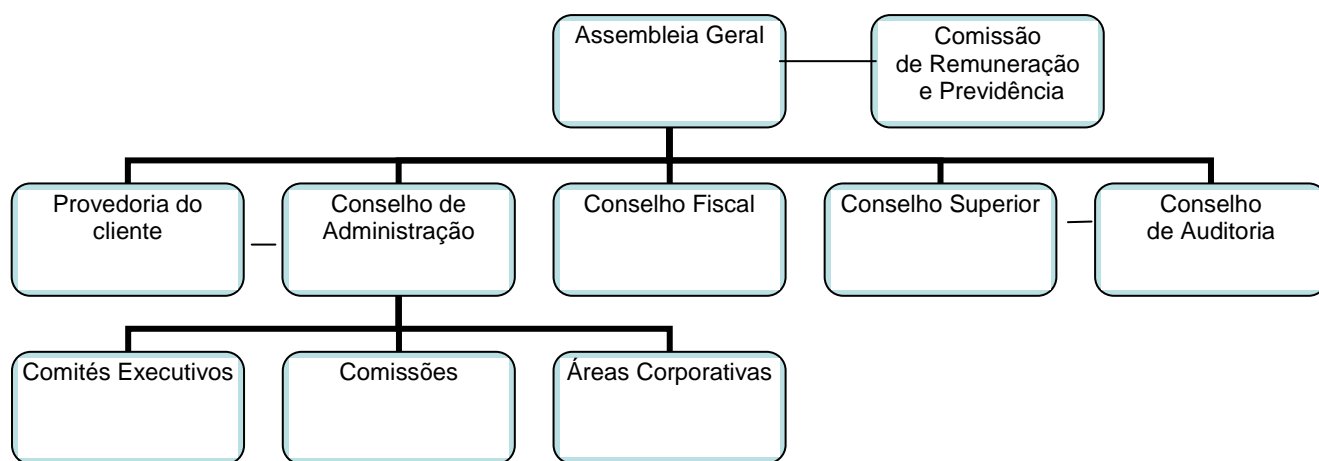 Assembleia Geral
Comissão
de Remuneração
e Previdência
Provedoria do
cliente
Conselho de
Administração
Conselho Fiscal
Conselho Superior
Conselho
de Auditoria
Comités Executivos
Comissões
Áreas Corporativas